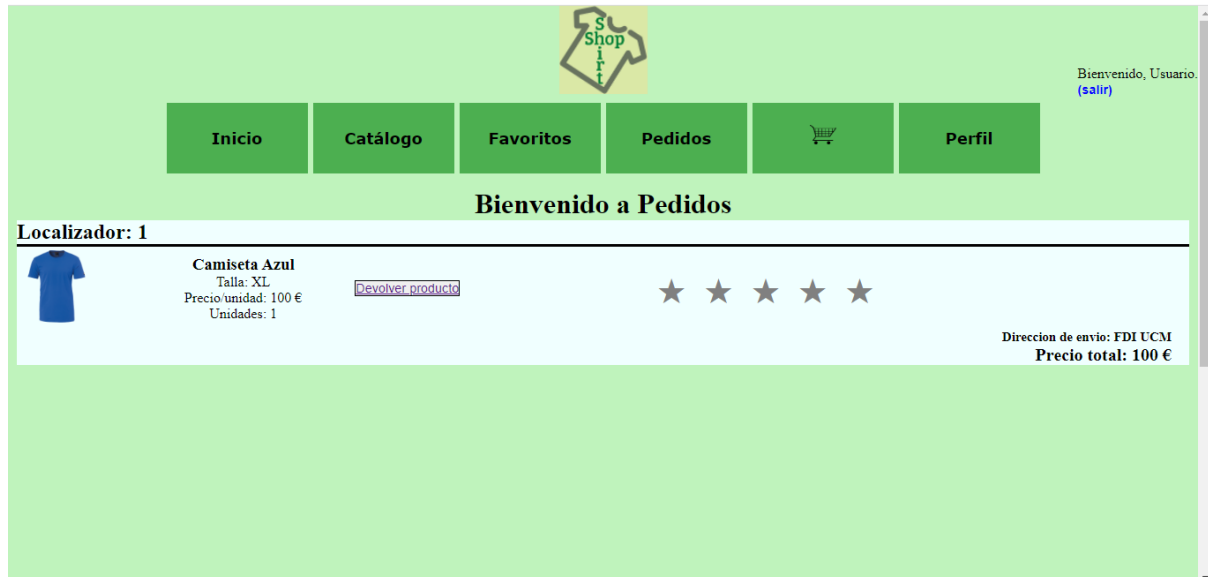 Shop
Shirt
Bienvenido, Usuario.
(salir)
Inicio
Catálogo
Favoritos
Pedidos
Perfil
Bienvenido a Pedidos
Localizador: 1
Camiseta Azul
Talla: XL
Precio/unidad: 100 €
Unidades: 1
Devolver producto
Direccion de envio: FDI UCM
Precio total: 100 €